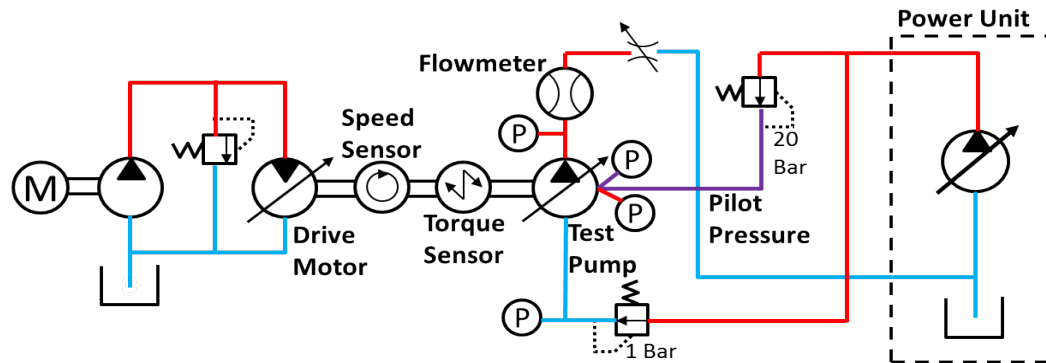 Power Unit
Flowmeter
Speed
Sensor
P
P
20
Bar
M
P
Pilot
Pressure
Drive
Motor
Torque
Sensor
Test
Pump
P
1 Bar